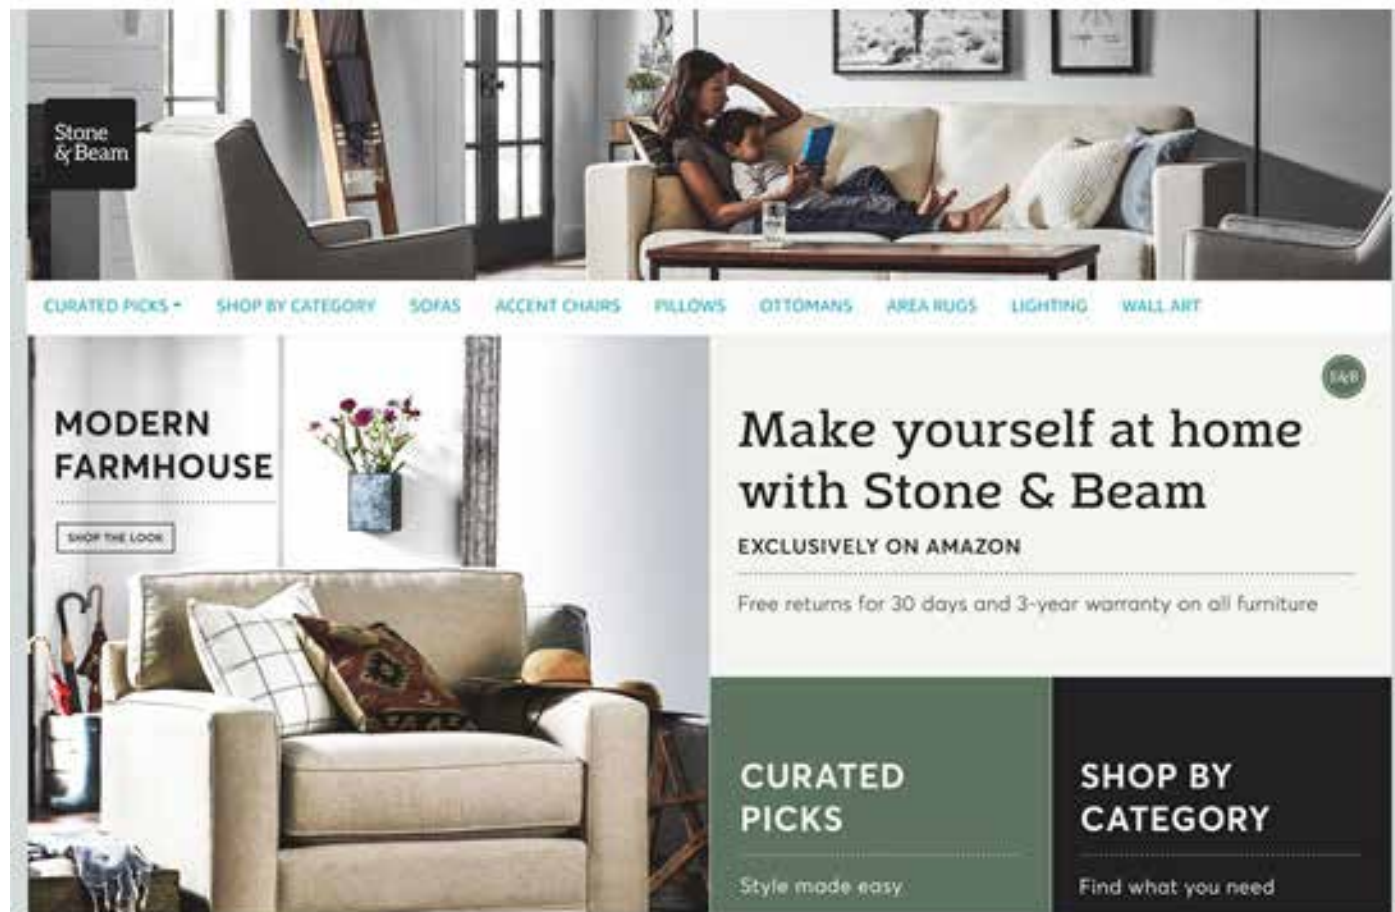 Stone
& Beam
CURATED PICKS
SHOP BY CATEGORY
SOFAS
ACCENT CHAIRS
PILLOWS
OTTOMANS
AREA RUGS
LIGHTING
WALL ART
MODERN
FARMHOUSE
SHOP THE LOOK
S&B
Make yourself at home
with Stone & Beam
EXCLUSIVELY ON AMAZON
Free returns for 30 days and 3-year warranty on all furniture
CURATED
PICKS
Style made easy
SHOP BY
CATEGORY
Find what you need